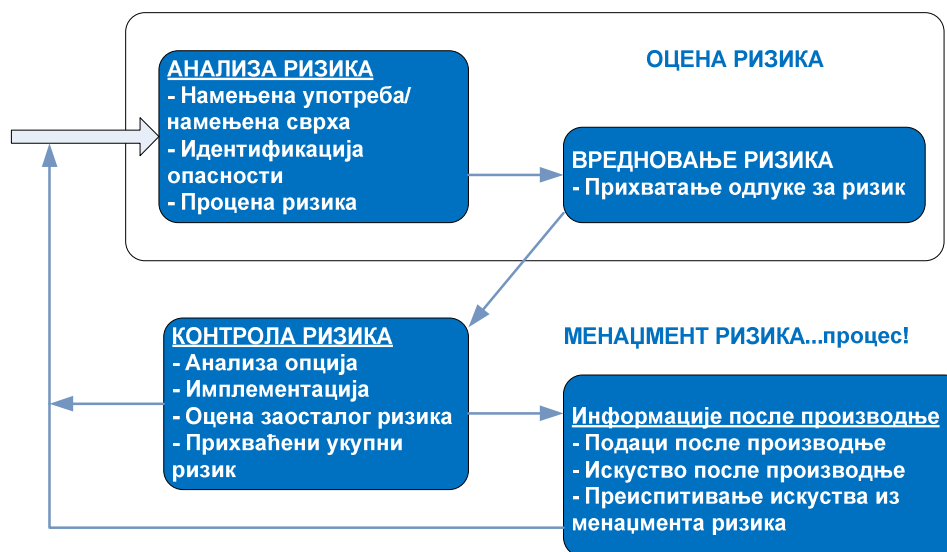 ОЦЕНА РИЗИКА
АНАЛИЗА РИЗИКА
- Намењена употреба/
намењена сврха
- Идентификација
опасности
- Процена ризика
ВРЕДНОВАЊЕ РИЗИКА
- Прихватање одлуке за ризик
КОНТРОЛА РИЗИКА
- Анализа опција
- Имплементација
- Оцена заосталог ризика
- Прихваћени укупни
ризик
МЕНАЏМЕНТ РИЗИКА...процес!
Информације после производње
- Подаци после производње
- Искуство после производње
- Преиспитивање искуства из
менаџмента ризика